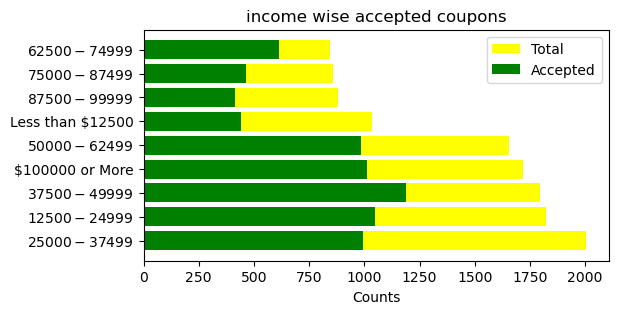 income wise accepted coupons
62500 − 74999
75000 − 87499
87500 − 99999
Less than $12500
50000 − 62499
$100000 or More
37500 − 49999
12500 − 24999
25000 − 37499
Total
Accepted
0 250 500 750 1000 1250 1500 1750 2000
Counts